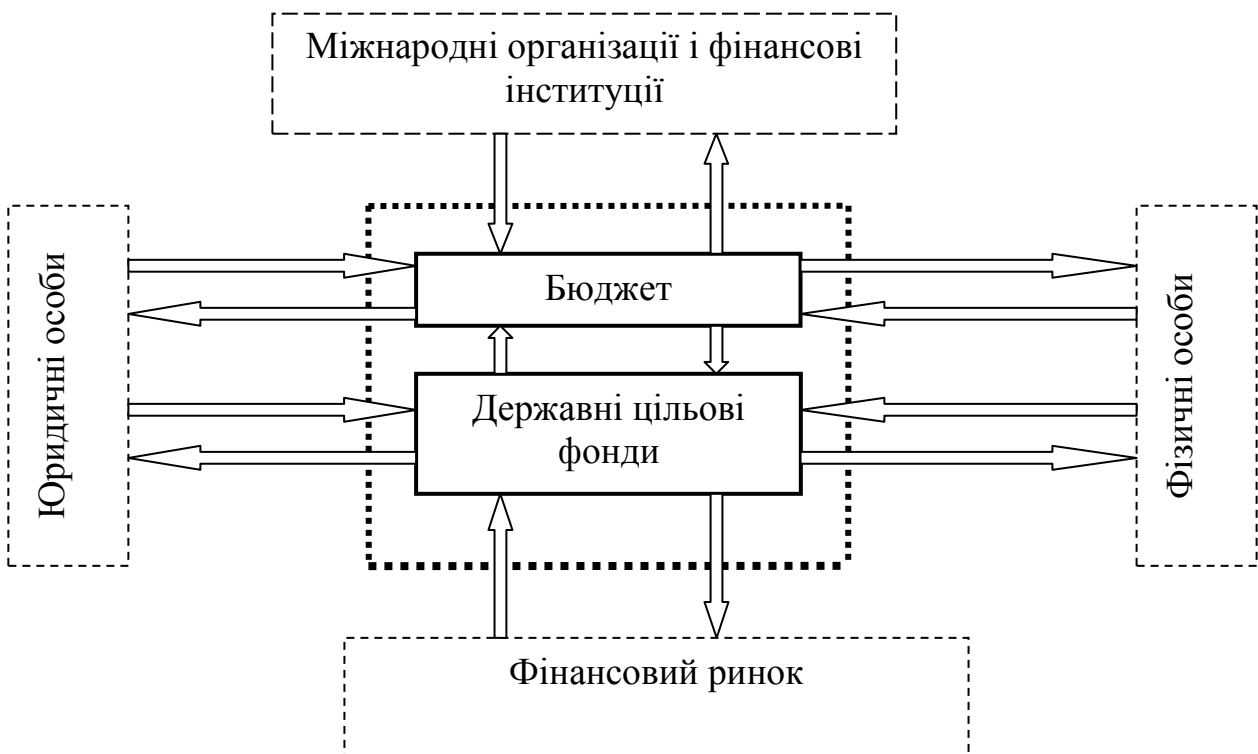 Міжнародні організації і фінансові
інституції
Юридичні особи
Бюджет
Державні цільові
фонди
Фізичні особи
Фінансовий ринок